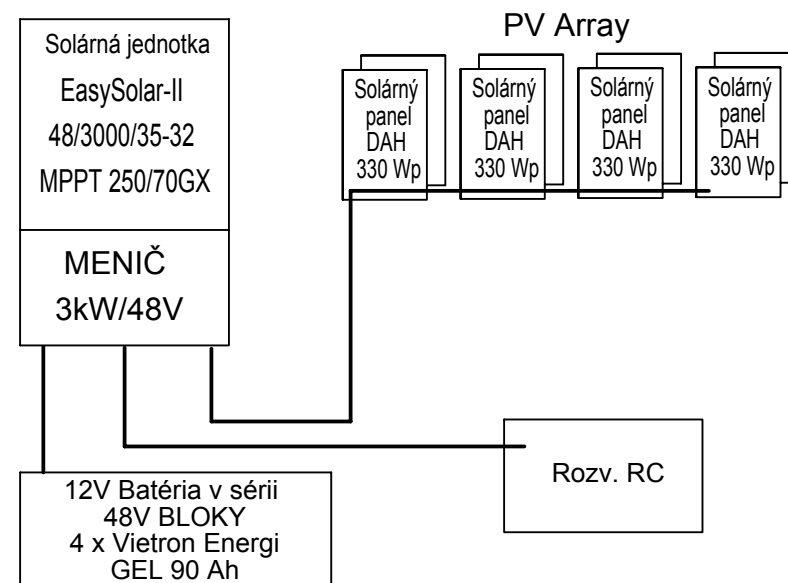 Solárná jednotka
EasySolar-II
48/3000/35-32
MPPT 250/70GX
MENIČ
3kW/48V
PV Array
Solárný
panel
DAH
330 Wp
Solárný
panel
DAH
330 Wp
Solárný
panel
DAH
330 Wp
Solárný
panel
DAH
330 Wp
Rozv. RC
12V Batéria v sérii
48V BLOKY
4 x Vietron Energi
GEL 90 Ah